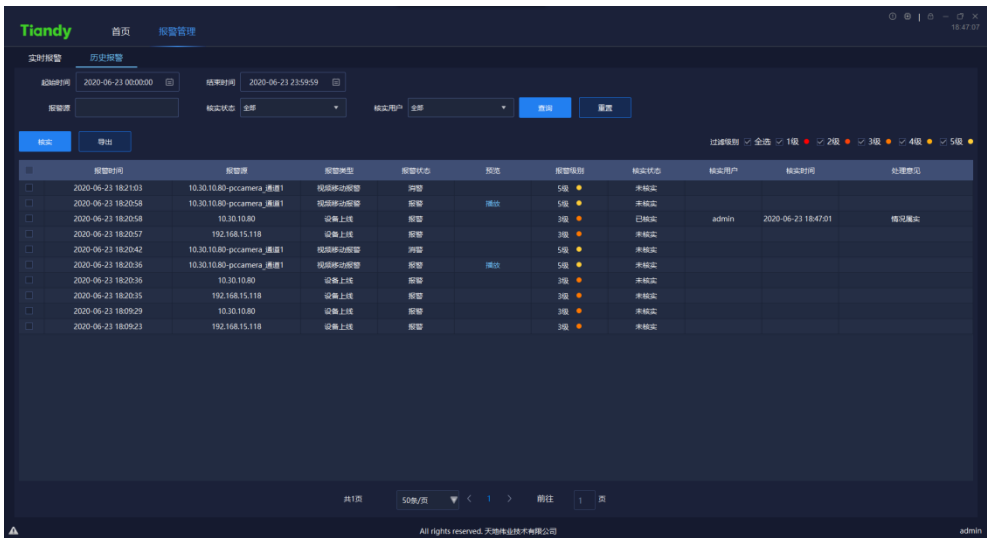 Tiandy 首页 报警管理
18:47:07
实时报警 历史报警
起始时间 2020-06-23 00:00:00 结束时间 2020-06-23 23:59:59
报警源 核实状态 全部 核实用户 全部 查询 重置
核实 导出 过滤级别 全选 1级 2级 3级 4级 5级
报警时间 报警源 报警类型 报警状态 预览 报警级别 核实状态 核实用户 核实时间 处理意见
2020-06-23 18:21:03 10.30.10.80-pccamera_通道1 视频移动报警 消警 5级 未核实
2020-06-23 18:20:58 10.30.10.80-pccamera_通道1 视频移动报警 报警 播放 5级 未核实
2020-06-23 18:20:58 10.30.10.80 设备上线 报警 3级 已核实 admin 2020-06-23 18:47:01 情况属实
2020-06-23 18:20:57 192.168.15.118 设备上线 报警 3级 未核实
2020-06-23 18:20:42 10.30.10.80-pccamera_通道1 视频移动报警 消警 5级 未核实
2020-06-23 18:20:36 10.30.10.80-pccamera_通道1 视频移动报警 报警 播放 5级 未核实
2020-06-23 18:20:36 10.30.10.80 设备上线 报警 3级 未核实
2020-06-23 18:20:35 192.168.15.118 设备上线 报警 3级 未核实
2020-06-23 18:09:29 10.30.10.80 设备上线 报警 3级 未核实
2020-06-23 18:09:23 192.168.15.118 设备上线 报警 3级 未核实
共1页 50条/页 1 前往 1 页
All rights reserved. 天地伟业技术有限公司 admin